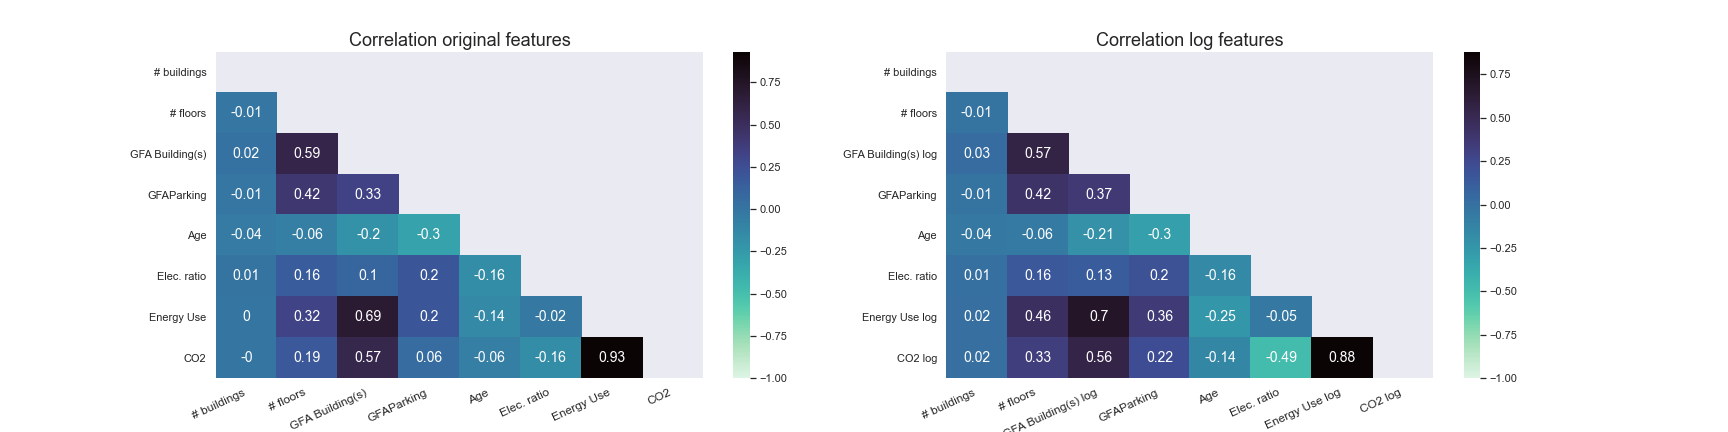 Correlation original features
# buildings
# floors -0.01
GFA Building(s) 0.02 0.59
GFAParking -0.01 0.42 0.33
Age -0.04 -0.06 -0.2 -0.3
Elec. ratio 0.01 0.16 0.1 0.2 -0.16
Energy Use 0 0.32 0.69 0.2 -0.14 -0.02
CO2 -0 0.19 0.57 0.06 -0.06 -0.16 0.93
# buildings # floors GFA Building(s) GFAParking Age Elec. ratio Energy Use CO2
0.75
0.50
0.25
0.00
−0.25
−0.50
−0.75
−1.00
Correlation log features
# buildings
# floors -0.01
GFA Building(s) log 0.03 0.57
GFAParking -0.01 0.42 0.37
Age -0.04 -0.06 -0.21 -0.3
Elec. ratio 0.01 0.16 0.13 0.2 -0.16
Energy Use log 0.02 0.46 0.7 0.36 -0.25 -0.05
CO2 log 0.02 0.33 0.56 0.22 -0.14 -0.49 0.88
# buildings # floors GFA Building(s) log GFAParking Age Elec. ratio Energy Use log CO2 log
0.75
0.50
0.25
0.00
−0.25
−0.50
−0.75
−1.00